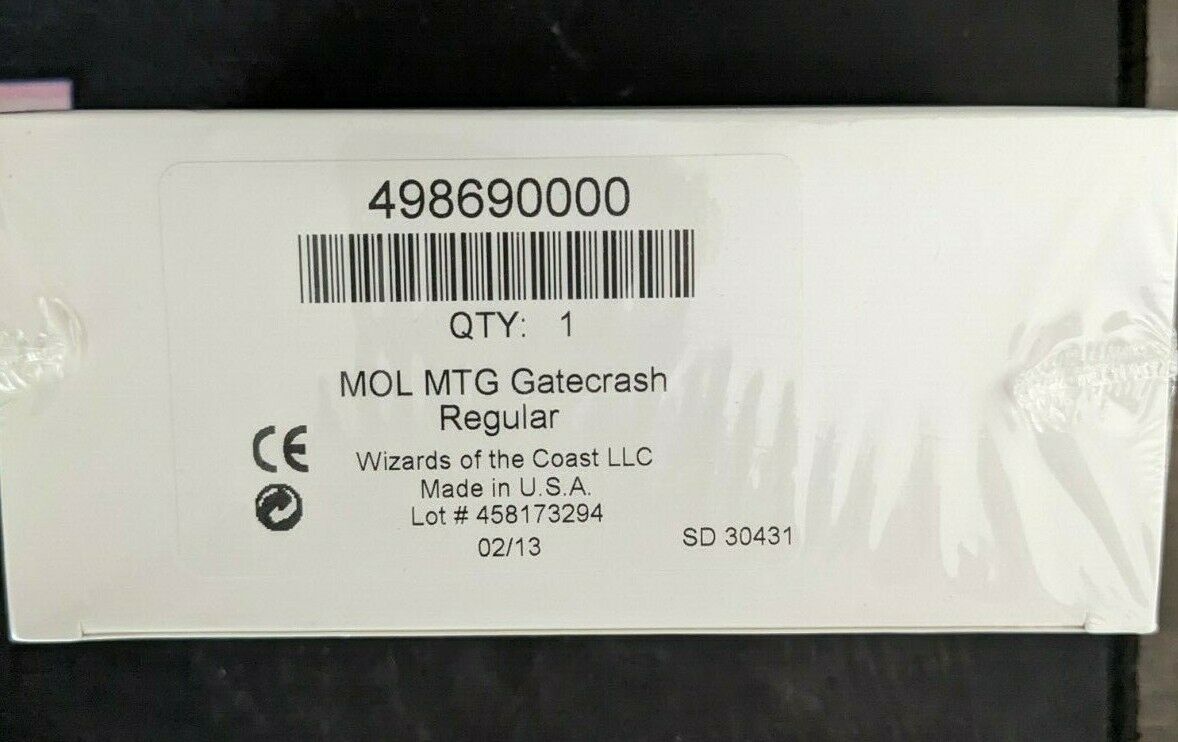 498690000
QTY: 1
MOL MTG Gatecrash
Regular
CE
Wizards of the Coast LLC
Made in U.S.A.
Lot # 458173294
02/13
SD 30431